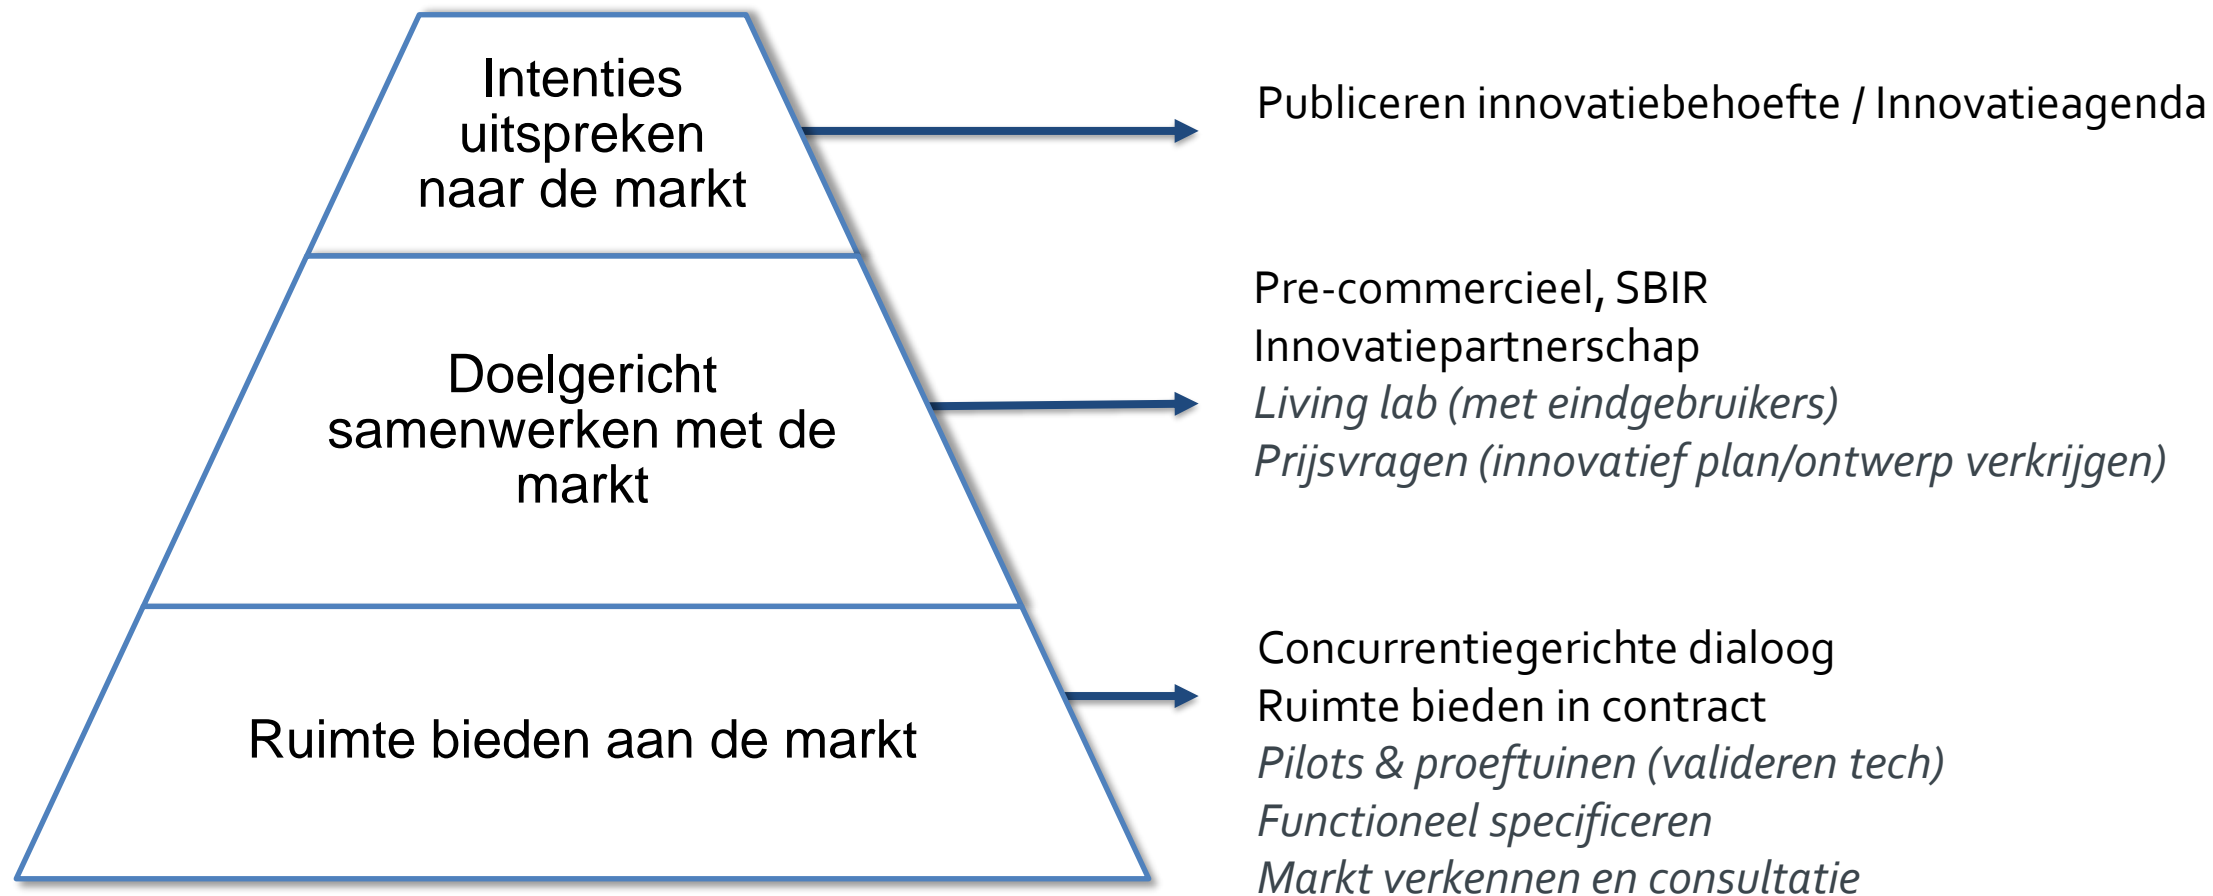 Intenties
uitspreken
naar de markt
Publiceren innovatiebehoefte / Innovatieagenda
Doelgericht
samenwerken met de
markt
Pre-commercieel, SBIR
Innovatiepartnerschap
Living lab (met eindgebruikers)
Prijsvragen (innovatief plan/ontwerp verkrijgen)
Ruimte bieden aan de markt
Concurrentiegerichte dialoog
Ruimte bieden in contract
Pilots & proeftuinen (valideren tech)
Functioneel specificeren
Markt verkennen en consultatie